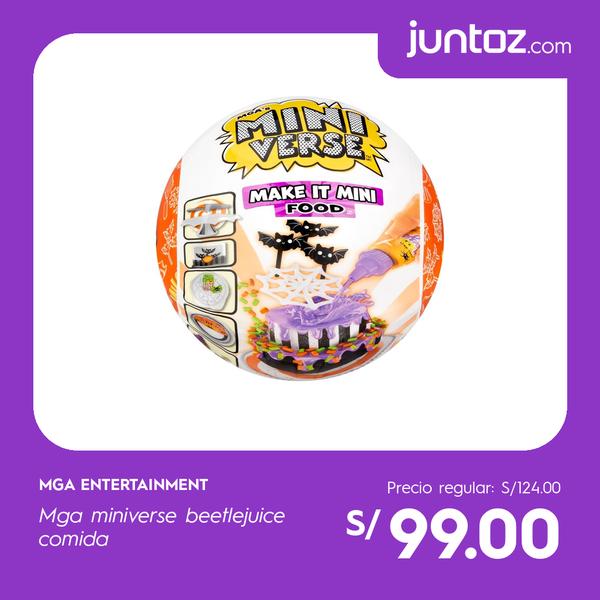 juntoz.com
MGA's
MINI
VERSE
MAKE IT MINI
FOOD
MGA ENTERTAINMENT
Precio regular: S/124.00
Mga miniverse beetlejuice
comida
S/ 99.00